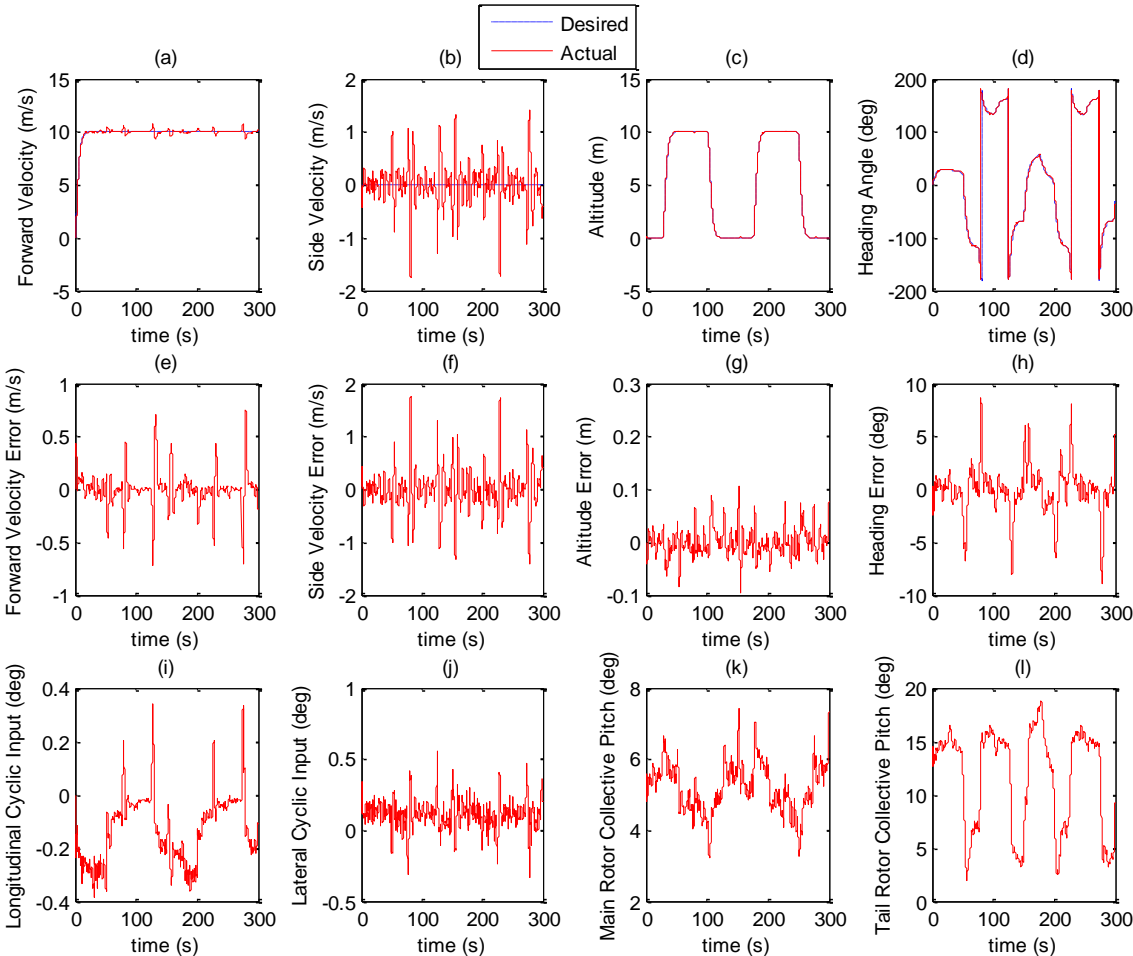 Desired
Actual
(a)
(b)
(c)
(d)
Forward Velocity (m/s)
15
10
5
0
-5
0
100
200
300
time (s)
Side Velocity (m/s)
2
1
0
-1
-2
0
100
200
300
time (s)
Altitude (m)
15
10
5
0
-5
0
100
200
300
time (s)
Heading Angle (deg)
200
100
0
-100
-200
0
100
200
300
time (s)
(e)
(f)
(g)
(h)
Forward Velocity Error (m/s)
1
0.5
0
-0.5
-1
0
100
200
300
time (s)
Side Velocity Error (m/s)
2
1
0
-1
2
0
100
200
300
time (s)
Altitude Error (m)
0.3
0.2
0.1
0
-0.1
0
100
200
300
time (s)
Heading Error (deg)
10
5
0
-5
-10
0
100
200
300
time (s)
(i)
(j)
(k)
(l)
Longitudinal Cyclic Input (deg)
0.4
0.2
0
-0.2
-0.4
0
100
200
300
time (s)
Lateral Cyclic Input (deg)
1
0.5
0
-0.5
0
100
200
300
time (s)
Main Rotor Collective Pitch (deg)
8
6
4
2
0
100
200
300
time (s)
Tail Rotor Collective Pitch (deg)
20
15
10
5
0
0
100
200
300
time (s)